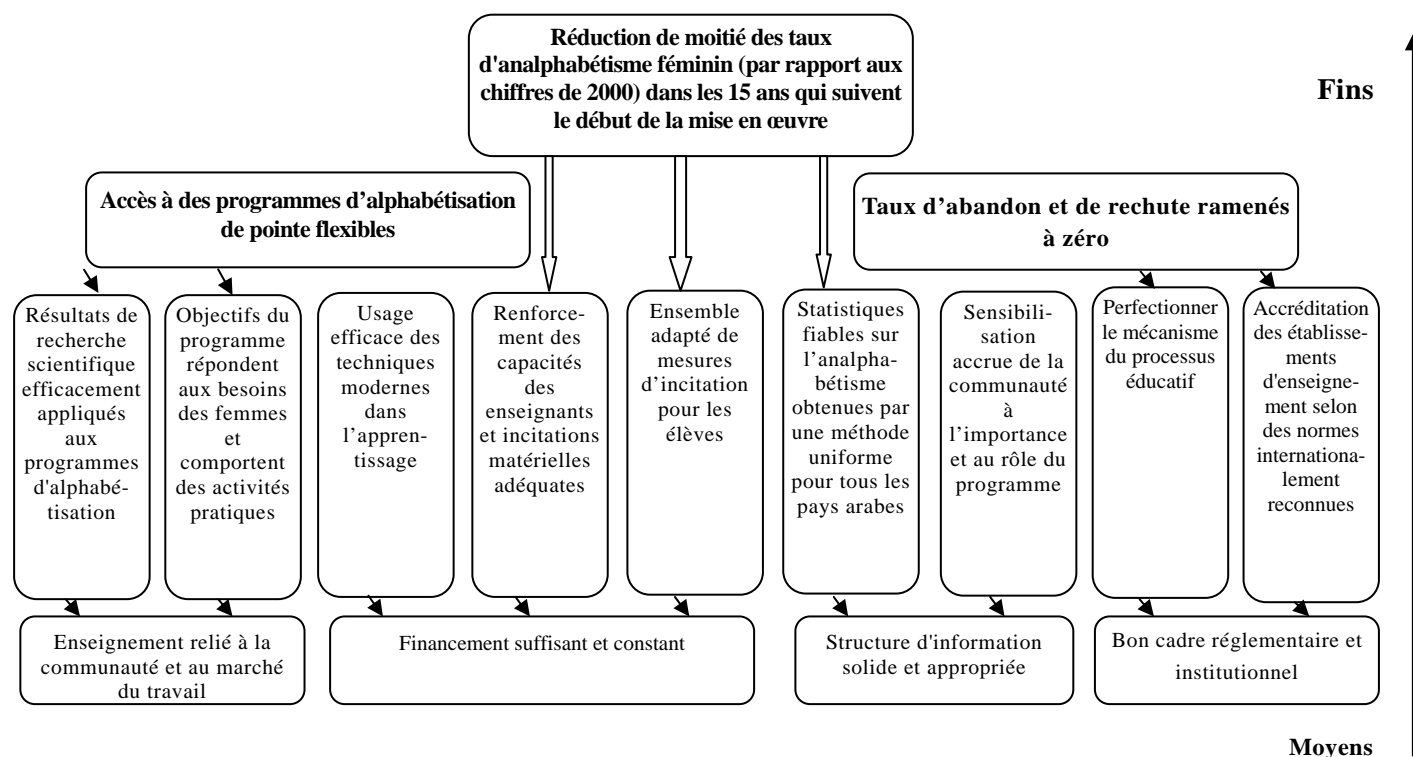 Réduction de moitié des taux
d'analphabétisme féminin (par rapport aux
chiffres de 2000) dans les 15 ans qui suivent
le début de la mise en œuvre
Fins
Accès à des programmes d’alphabétisation
de pointe flexibles
Taux d’abandon et de rechute ramenés
à zéro
Résultats de
recherche
scientifique
efficacement
appliqués
aux
programmes
d'alphabé-
tisation
Objectifs du
programme
répondent
aux besoins
des femmes
et
comportent
des activités
pratiques
Usage
efficace des
techniques
modernes
dans
l’appren-
tissage
Renforce-
ment des
capacités
des
enseignants
et incitations
matérielles
adéquates
Ensemble
adapté de
mesures
d’incitation
pour les
élèves
Statistiques
fiables sur
l’analpha-
bétisme
obtenues par
une méthode
uniforme
pour tous les
pays arabes
Sensibili-
sation
accrue de la
communauté
à
l’importance
et au rôle du
programme
Perfectionner
le mécanisme
du processus
éducatif
Accréditation
des établisse-
ments
d'enseigne-
ment selon
des normes
internationa-
lement
reconnues
Enseignement relié à la
communauté et au marché
du travail
Financement suffisant et constant
Structure d'information
solide et appropriée
Bon cadre réglementaire et
institutionnel
Moyens